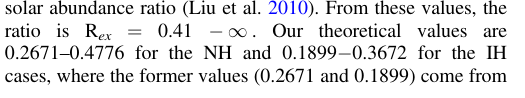 solar abundance ratio (Liu et al. 2010). From these values, the
ratio is Rex = 0.41 − ∞. Our theoretical values are
0.2671–0.4776 for the NH and 0.1899−0.3672 for the IH
cases, where the former values (0.2671 and 0.1899) come from